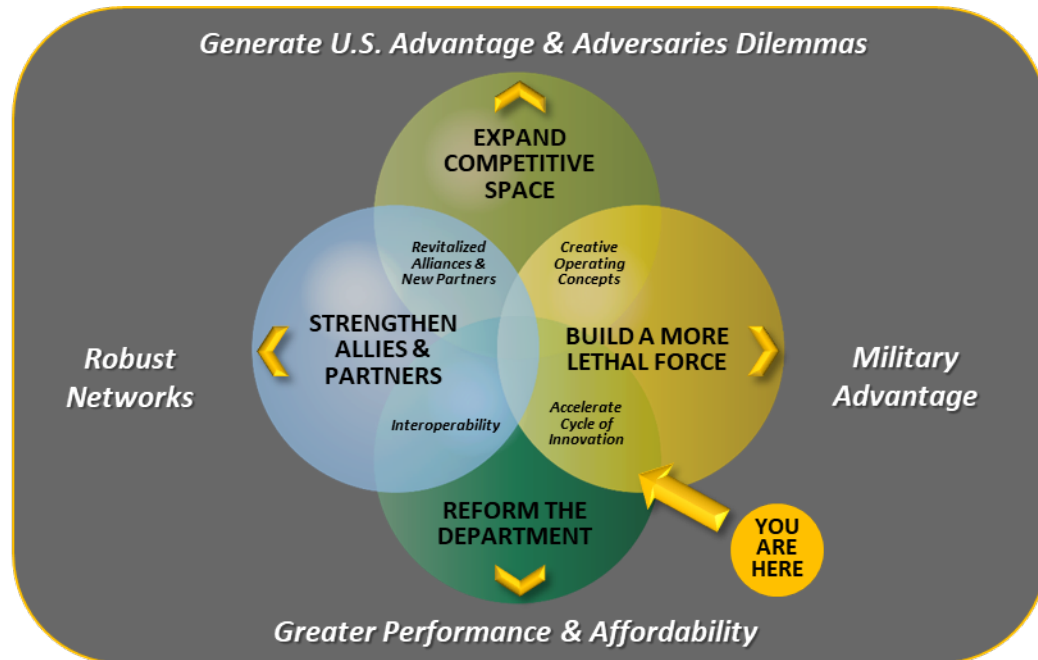 Generate U.S. Advantage & Adversaries Dilemmas
EXPAND
COMPETITIVE
SPACE
Revitalized
Alliances &
New Partners
Creative
Operating
Concepts
STRENGTHEN
ALLIES &
PARTNERS
BUILD A MORE
LETHAL FORCE
Robust
Networks
Military
Advantage
Interoperability
Accelerate
Cycle of
Innovation
REFORM THE
DEPARTMENT
YOU
ARE
HERE
Greater Performance & Affordability